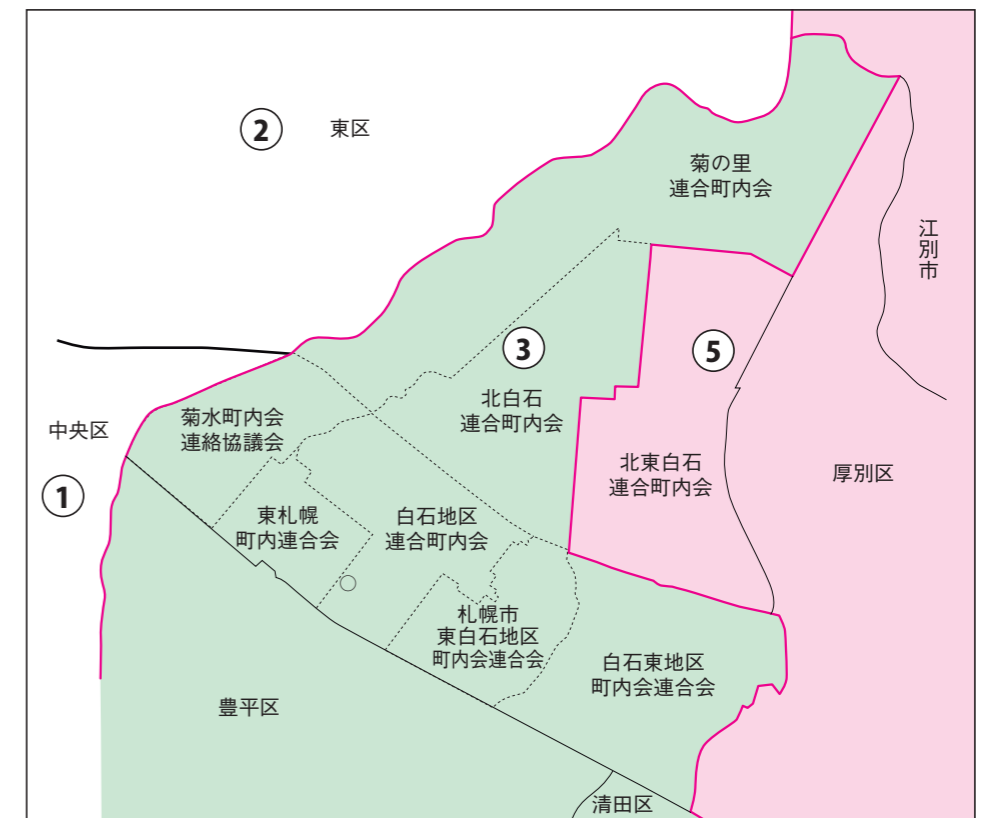 ②
東区
菊の里
連合町内会
江別市
③
⑤
北白石
連合町内会
菊水町内会
連絡協議会
中央区
①
北東白石
連合町内会
厚別区
東札幌
町内連合会
白石地区
連合町内会
札幌市
東白石地区
町内会連合会
白石東地区
町内会連合会
豊平区
清田区